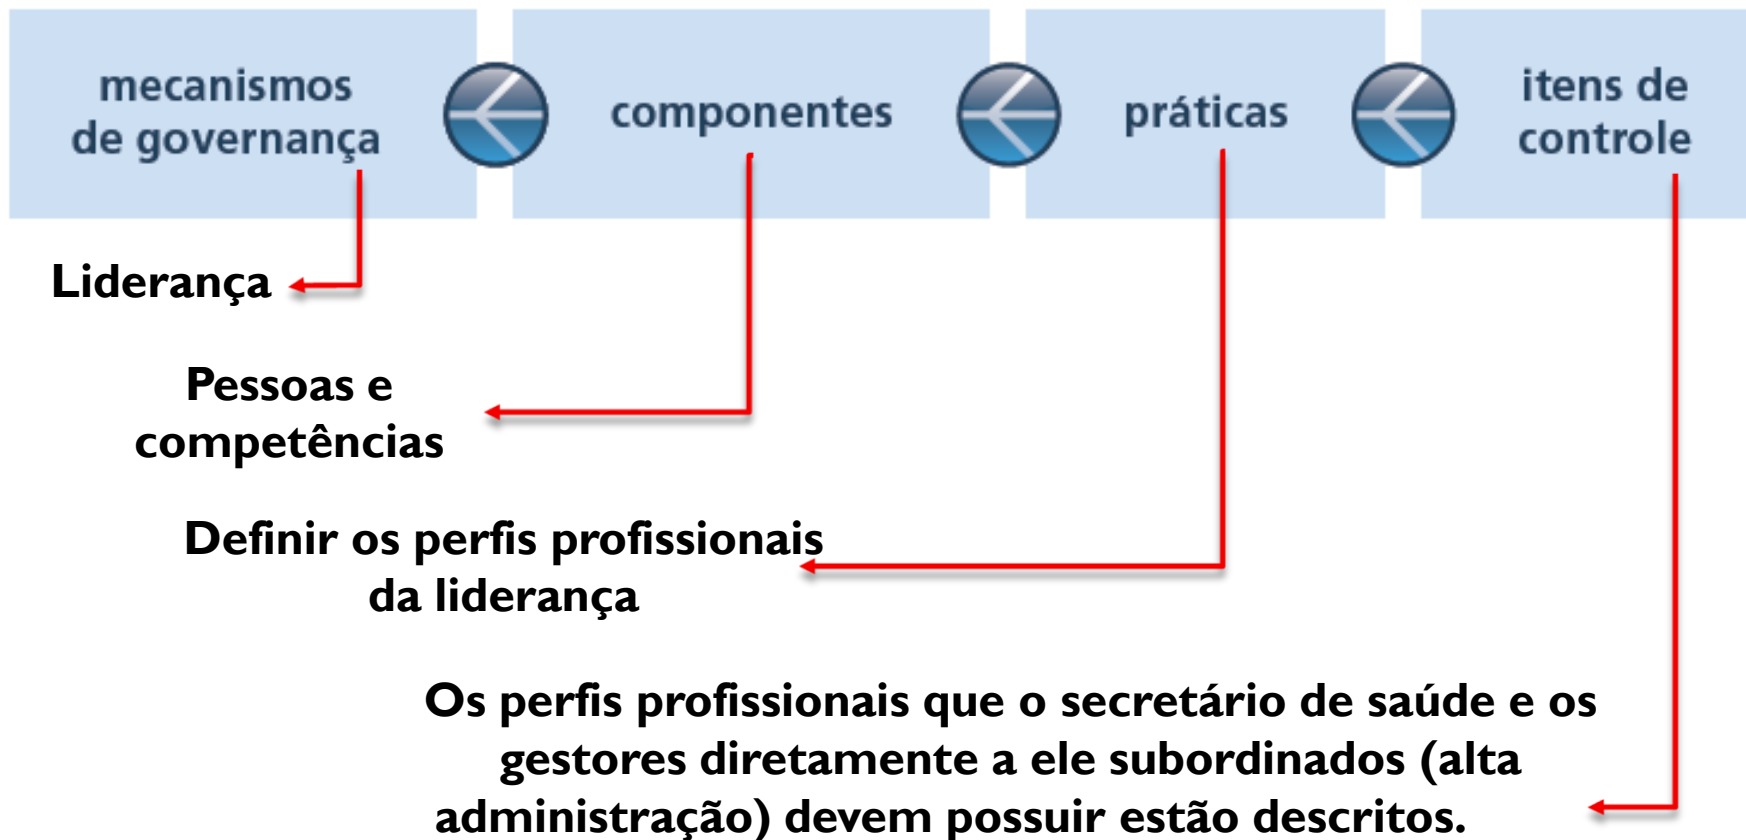 mecanismos
de governança
componentes
práticas
itens de
controle
Liderança
Pessoas e
competências
Definir os perfis profissionais
da liderança
Os perfis profissionais que o secretário de saúde e os
gestores diretamente a ele subordinados (alta
administração) devem possuir estão descritos.